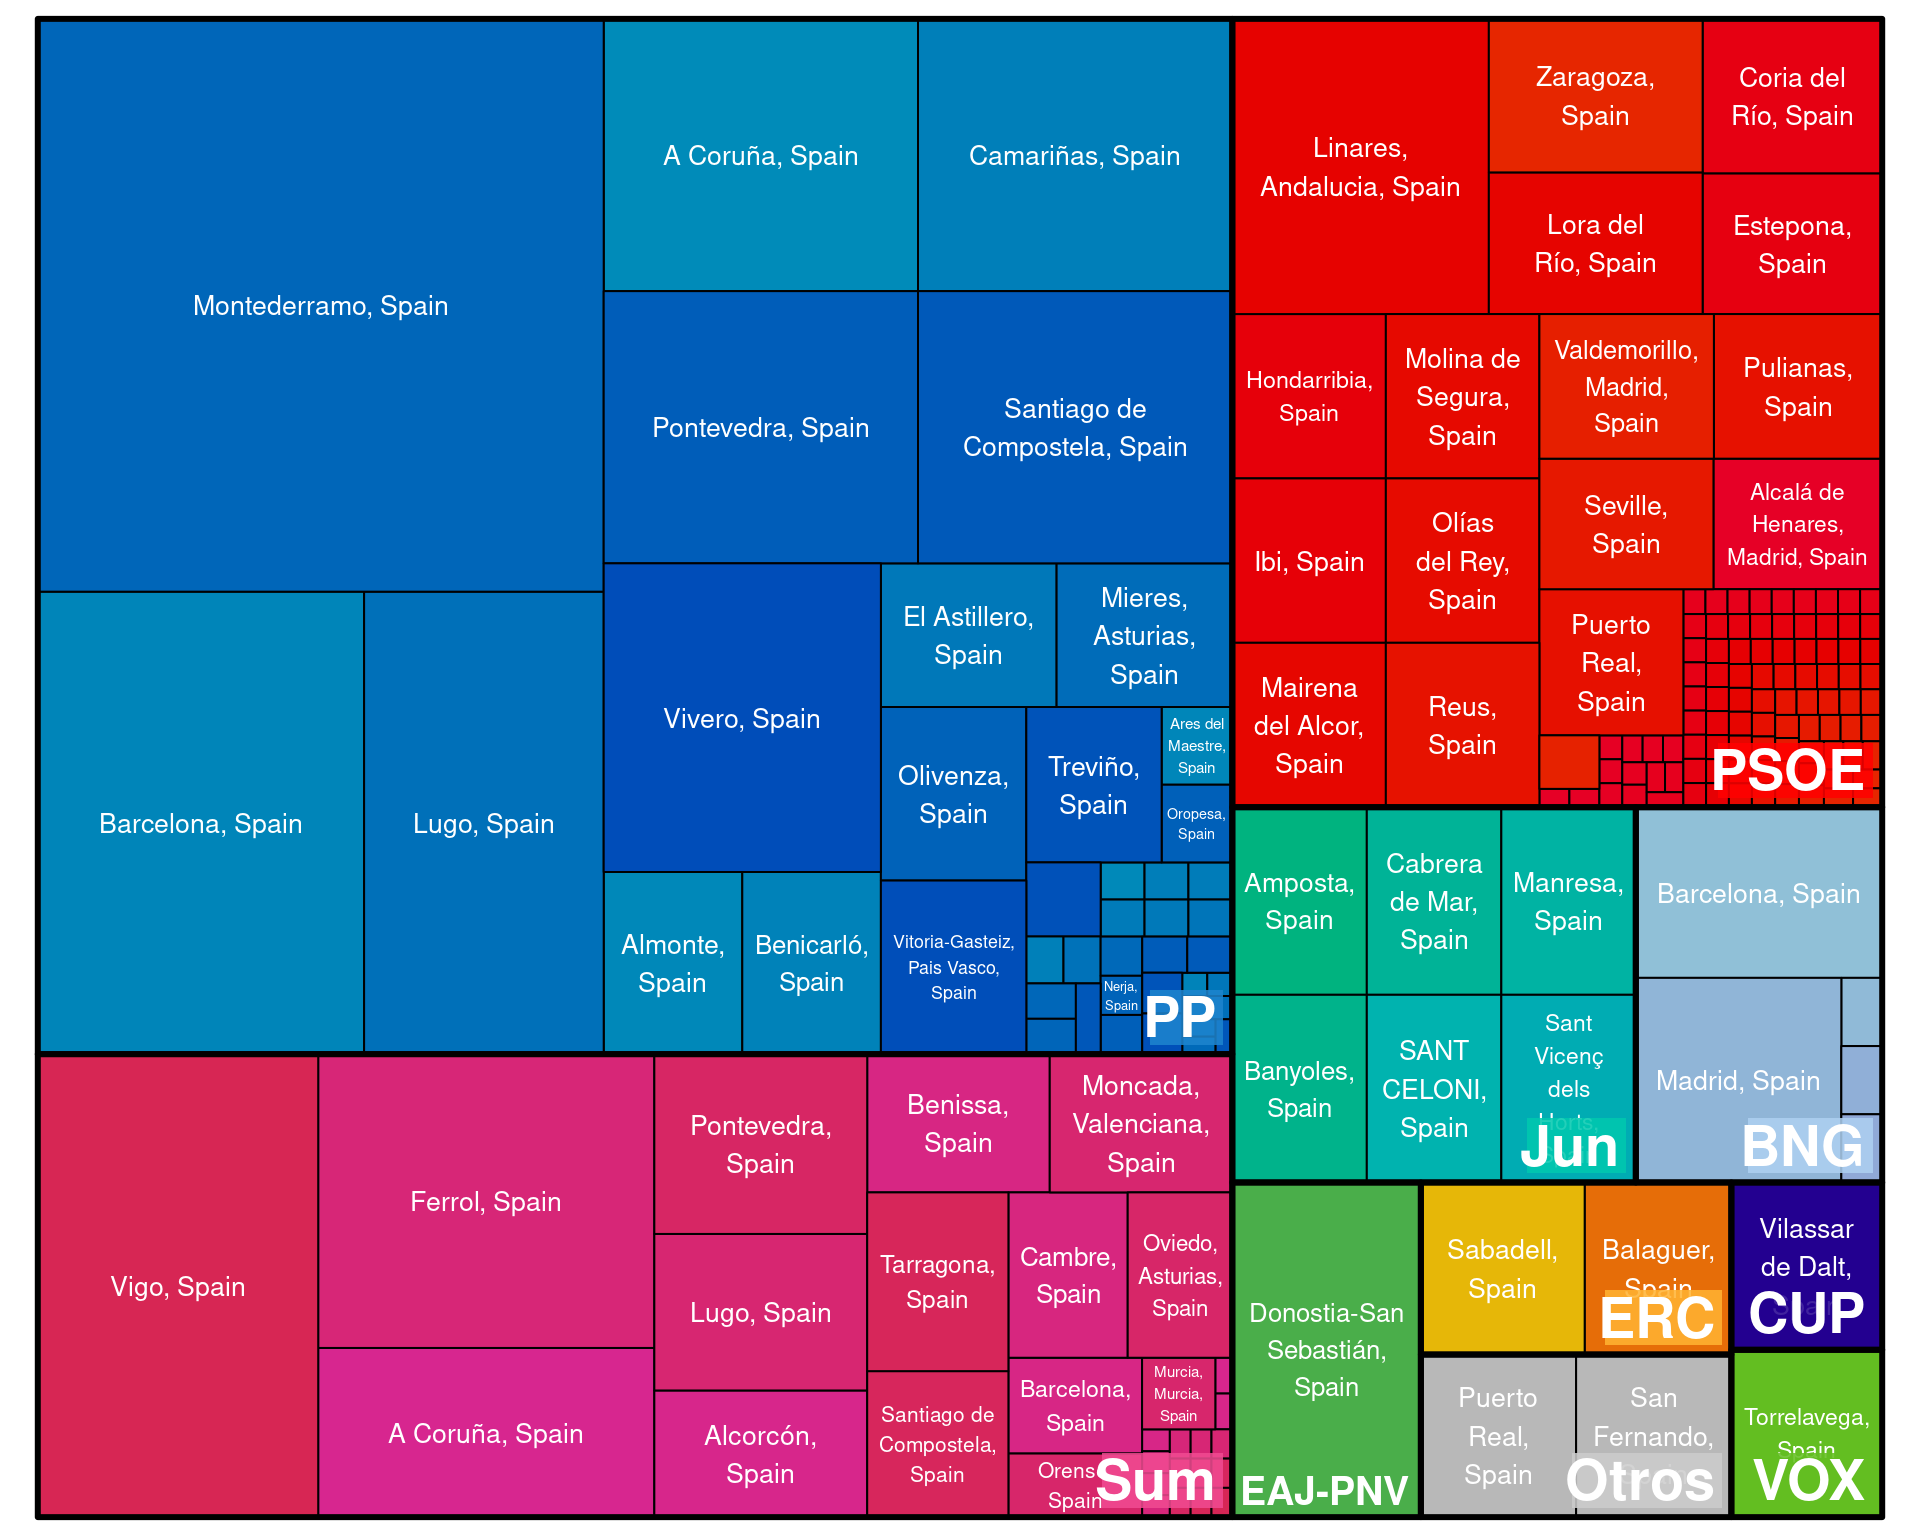 Montederramo, Spain
A Coruña, Spain
Camariñas, Spain
Pontevedra, Spain
Santiago de
Compostela, Spain
Barcelona, Spain
Lugo, Spain
Vivero, Spain
El Astillero,
Spain
Mieres,
Asturias,
Spain
Olivenza,
Spain
Treviño,
Spain
Ares del
Maestre,
Spain
Oropesa,
Spain
Almonte,
Spain
Benicarló,
Spain
Vitoria-Gasteiz,
Pais Vasco,
Spain
Nerja,
Spain
PP
Linares,
Andalucia, Spain
Zaragoza,
Spain
Coria del
Río, Spain
Lora del
Río, Spain
Estepona,
Spain
Hondarribia,
Spain
Molina de
Segura,
Spain
Valdemorillo,
Madrid,
Spain
Pulianas,
Spain
Ibi, Spain
Olías
del Rey,
Spain
Seville,
Spain
Alcalá de
Henares,
Madrid, Spain
Mairena
del Alcor,
Spain
Reus,
Spain
Puerto
Real,
Spain
PSOE
Amposta,
Spain
Cabrera
de Mar,
Spain
Manresa,
Spain
Banyoles,
Spain
SANT
CELONI,
Spain
Sant
Vicenç
dels
Horts,
Jun
Barcelona, Spain
Madrid, Spain
BNG
Vigo, Spain
Ferrol, Spain
A Coruña, Spain
Pontevedra,
Spain
Lugo, Spain
Alcorcón,
Spain
Benissa,
Spain
Moncada,
Valenciana,
Spain
Tarragona,
Spain
Cambre,
Spain
Oviedo,
Asturias,
Spain
Santiago de
Compostela,
Spain
Barcelona,
Spain
Murcia,
Murcia,
Spain
Orense,
Spain
Sum
Donostia-San
Sebastián,
Spain
EAJ-PNV
Sabadell,
Spain
Balaguer,
Spain
ERC
Vilassar
de Dalt,
Spain
CUP
Puerto
Real,
Spain
San
Fernando,
Otros
Torrelavega,
Spain
VOX